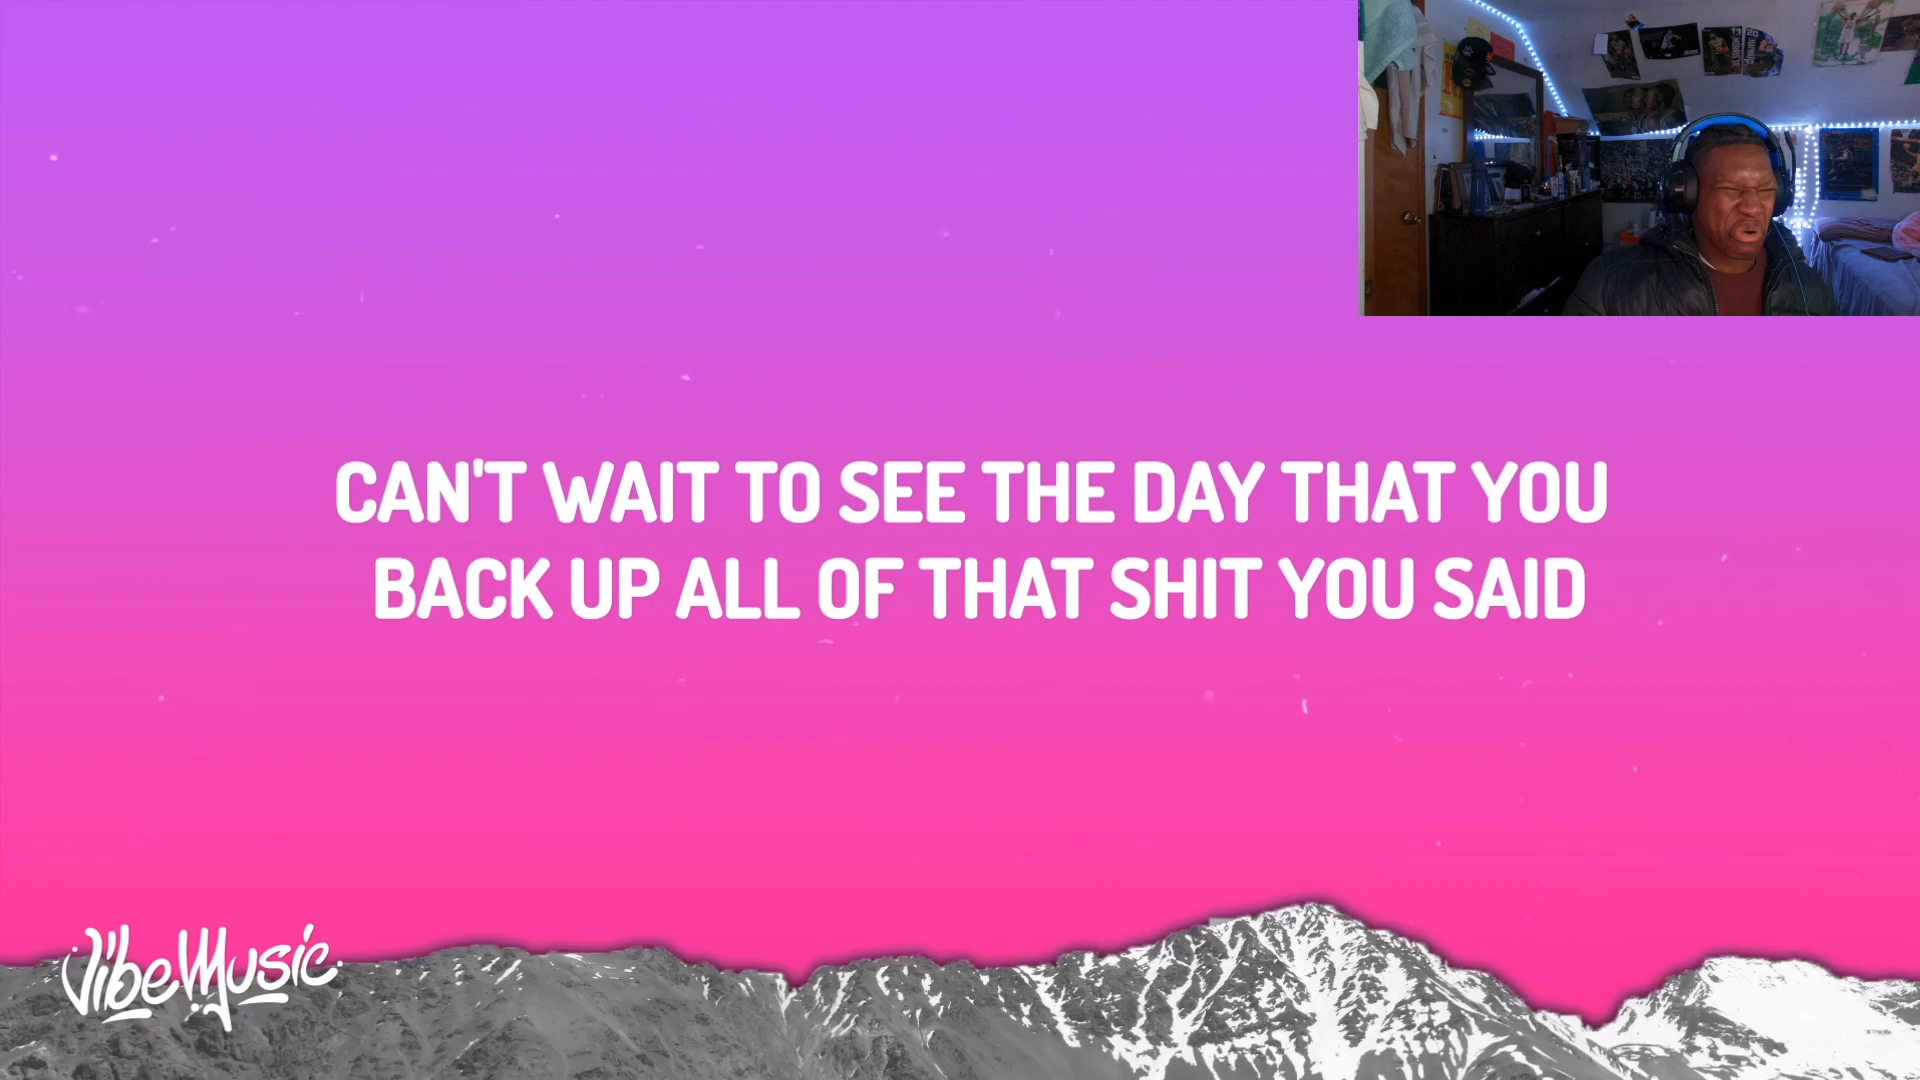 CAN'T WAIT TO SEE THE DAY THAT YOU
BACK UP ALL OF THAT SHIT YOU SAID
VibeMusic